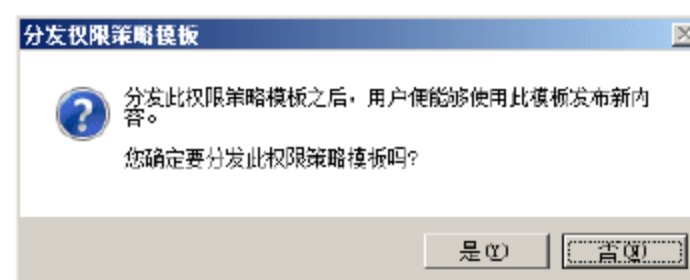 分发权限策略模板
分发此权限策略模板之后，用户便能够使用此模板发布新内
容。
您确定要分发此权限策略模板吗?
是(Y)
否(N)